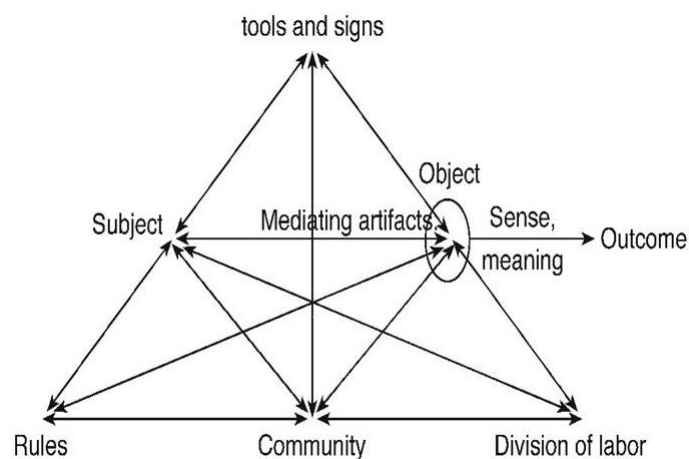 tools and signs
Object
Subject
Mediating artifacts
Sense,
meaning
Outcome
Rules
Community
Division of labor